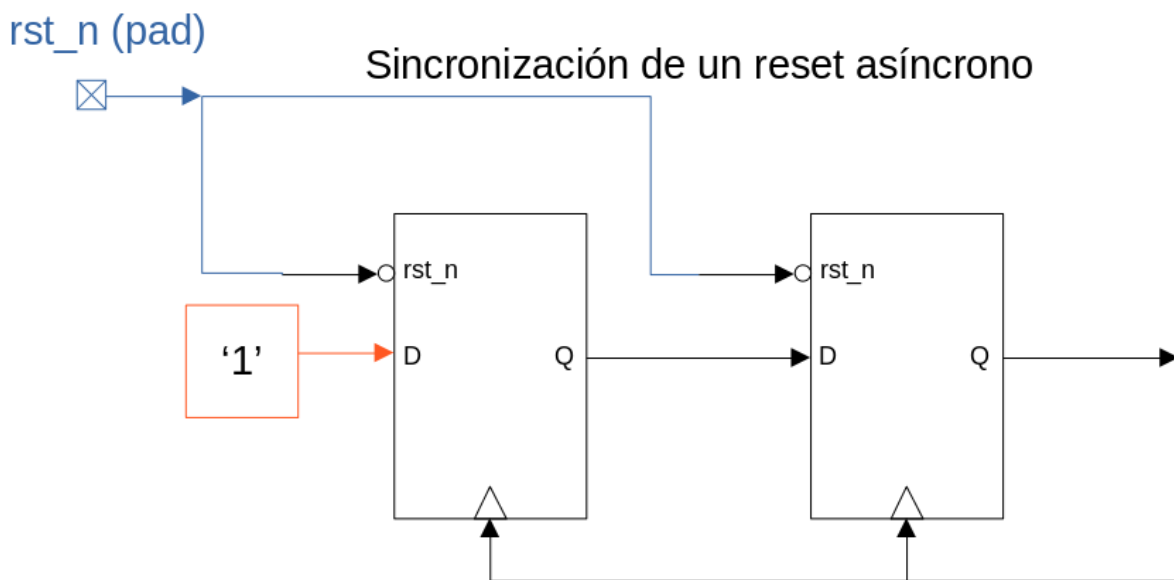 rst_n (pad)
Sincronización de un reset asíncrono
rst_n
rst_n
‘1’
D
Q
D
Q